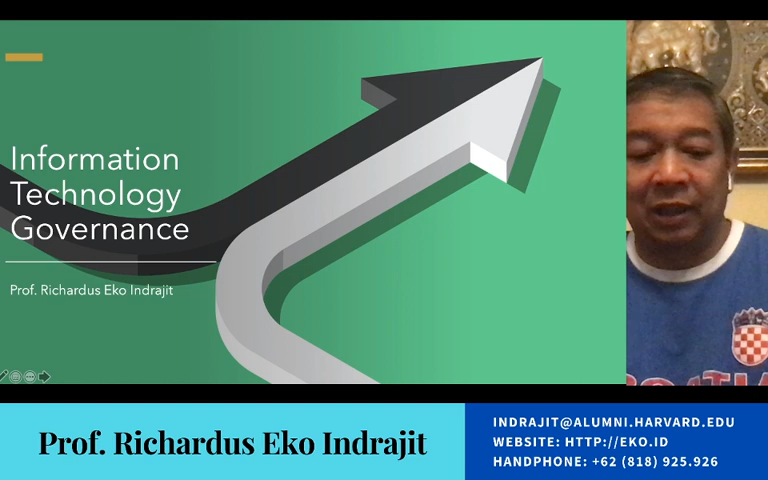 Information
Technology
Governance
Prof. Richardus Eko Indrajit
Prof. Richardus Eko Indrajit
INDRAJIT@ALUMNI.HARVARD.EDU
WEBSITE: HTTP://EKO.ID
HANDPHONE: +62 (818) 925.926